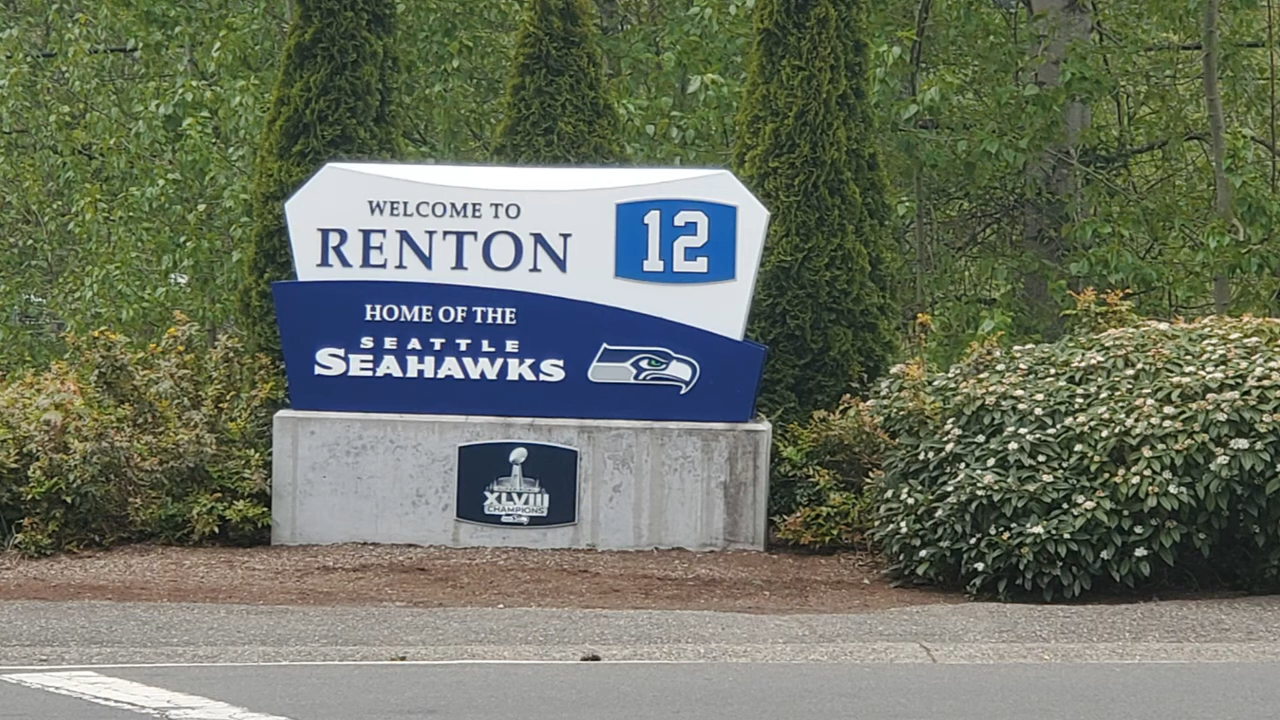 WELCOME TO
RENTON
12
HOME OF THE
SEATTLE
SEAHAWKS
XLVIII
CHAMPIONS